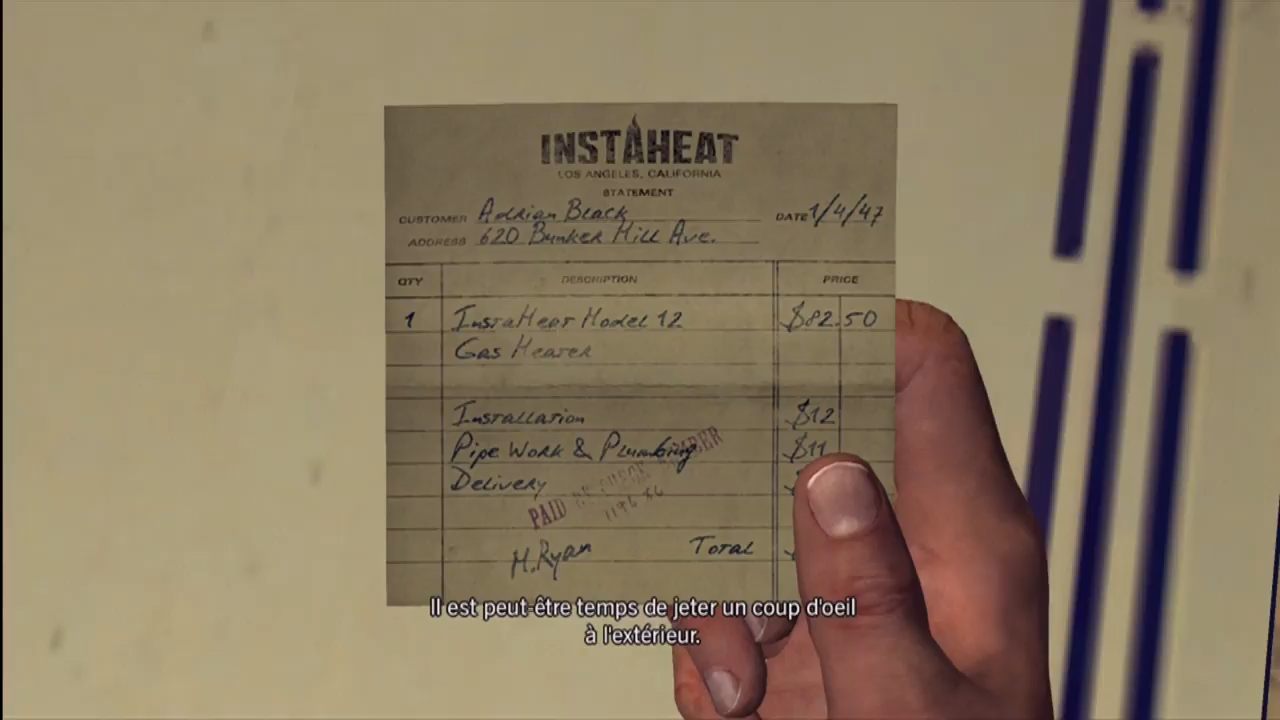 INSTAHEAT
LOS ANGELES, CALIFORNIA
STATEMENT
CUSTOMER Adrian Black DATE 1/4/47
ADDRESS 620 Bunker Hill Ave.
QTY DESCRIPTION PRICE
1 InstaHeat Model 12 $82.50
Gas Heater
Installation $12
Pipe Work & Plumbing $11
Delivery
PAID
H.Ryan Total
Il est peut-être temps de jeter un coup d'oeil
à l'extérieur.